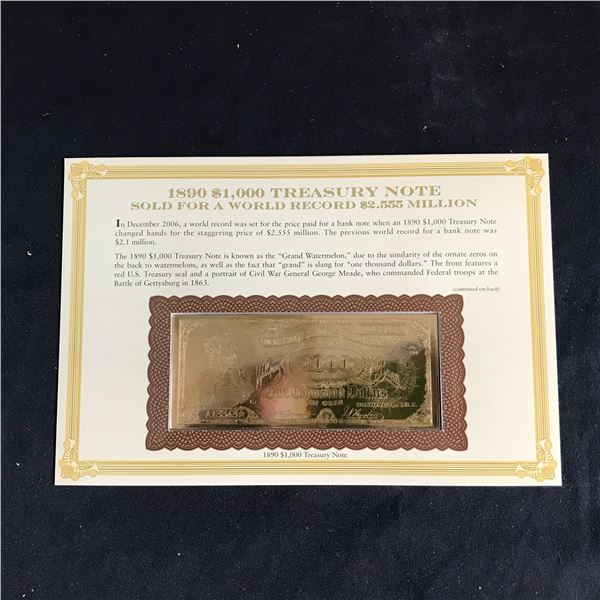 1890 $1,000 TREASURY NOTE
SOLD FOR A WORLD RECORD $2.555 MILLION
In December 2006, a world record was set for the price paid for a bank note when an 1890 $1,000 Treasury Note
changed hands for the staggering price of $2.555 million. The previous world record for a bank note was
$2.1 million.
The 1890 $1,000 Treasury Note is known as the “Grand Watermelon,” due to the similarity of the ornate zeros on
the back to watermelons, as well as the fact that “grand” is slang for “one thousand dollars.” The front features a
red U.S. Treasury seal and a portrait of Civil War General George Meade, who commanded Federal troops at the
Battle of Gettysburg in 1863.
(continued on back)
One Thousand Dollars
IN COIN
1890 $1,000 Treasury Note